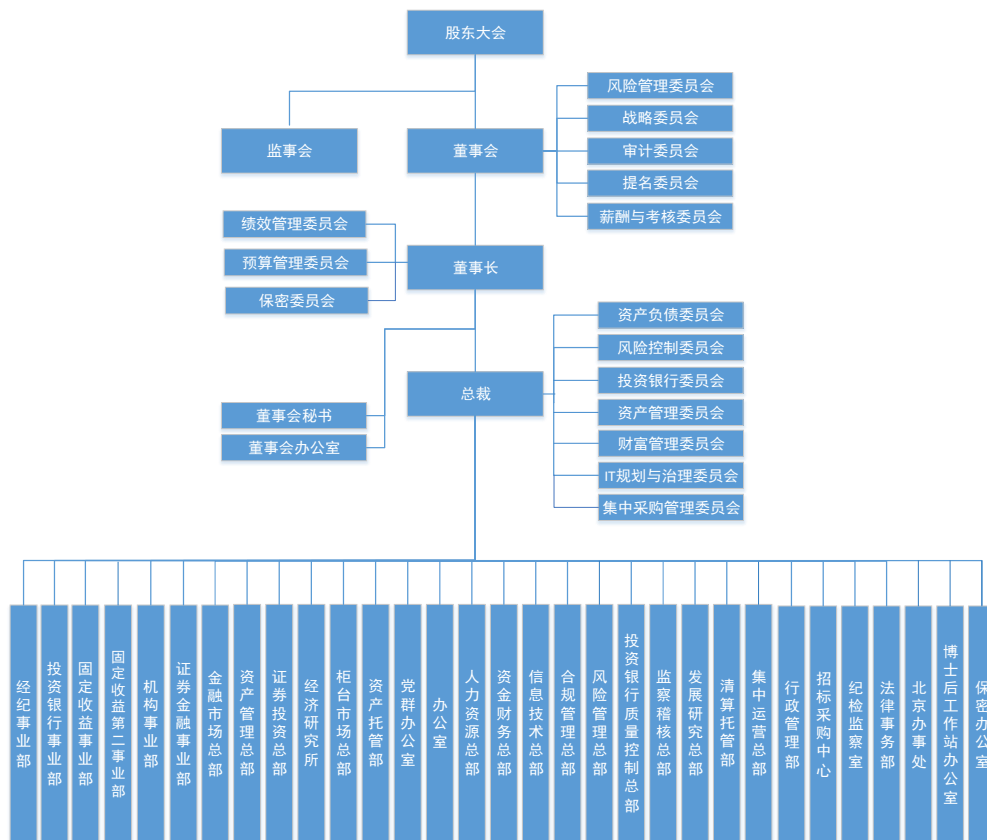 股东大会
监事会
董事会
风险管理委员会
战略委员会
审计委员会
提名委员会
薪酬与考核委员会
绩效管理委员会
预算管理委员会
保密委员会
董事长
资产负债委员会
风险控制委员会
投资银行委员会
资产管理委员会
财富管理委员会
IT规划与治理委员会
集中采购管理委员会
总裁
董事会秘书
董事会办公室
经纪事业部
投资银行事业部
固定收益事业部
固定收益第二事业部
机构事业部
证券金融事业部
金融市场总部
资产管理总部
证券投资总部
经济研究所
柜台市场总部
资产托管部
党群办公室
办公室
人力资源总部
资金财务总部
信息技术总部
合规管理总部
风险管理总部
投资银行质量控制总部
监察稽核总部
发展研究总部
清算托管部
集中运营总部
行政管理部
招标采购中心
纪检监察室
法律事务部
北京办事处
博士后工作站办公室
保密办公室